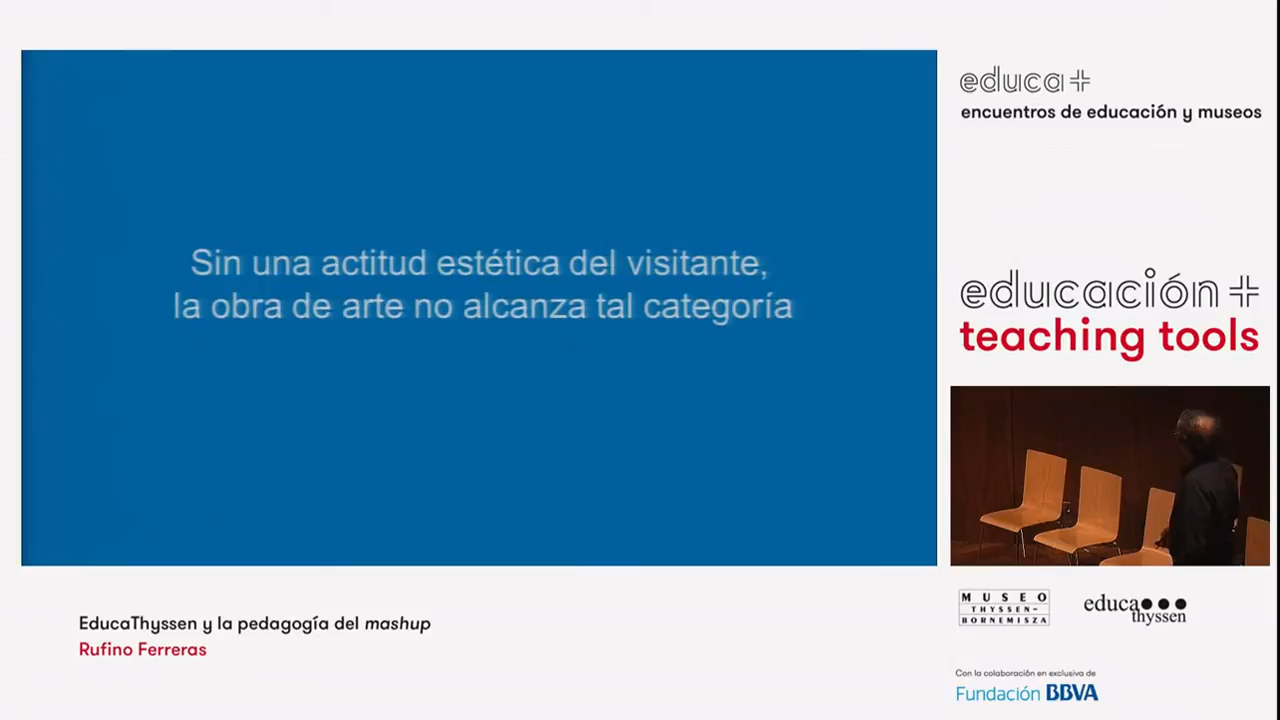 Sin una actitud estética del visitante,
la obra de arte no alcanza tal categoría
educa+
encuentros de educación y museos
educación+
teaching tools
EducaThyssen y la pedagogía del mashup
Rufino Ferreras
MUSEO
THYSSEN-
BORNEMISZA
educa
thyssen
Con la colaboración en exclusiva de
Fundación BBVA